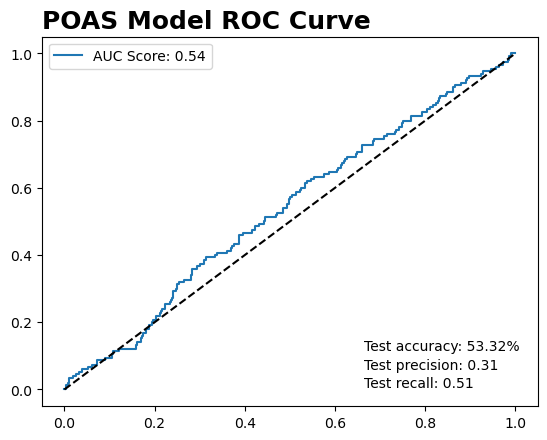 POAS Model ROC Curve
AUC Score: 0.54
1.0
0.8
0.6
0.4
0.2
0.0
Test accuracy: 53.32%
Test precision: 0.31
Test recall: 0.51
0.0 0.2 0.4 0.6 0.8 1.0